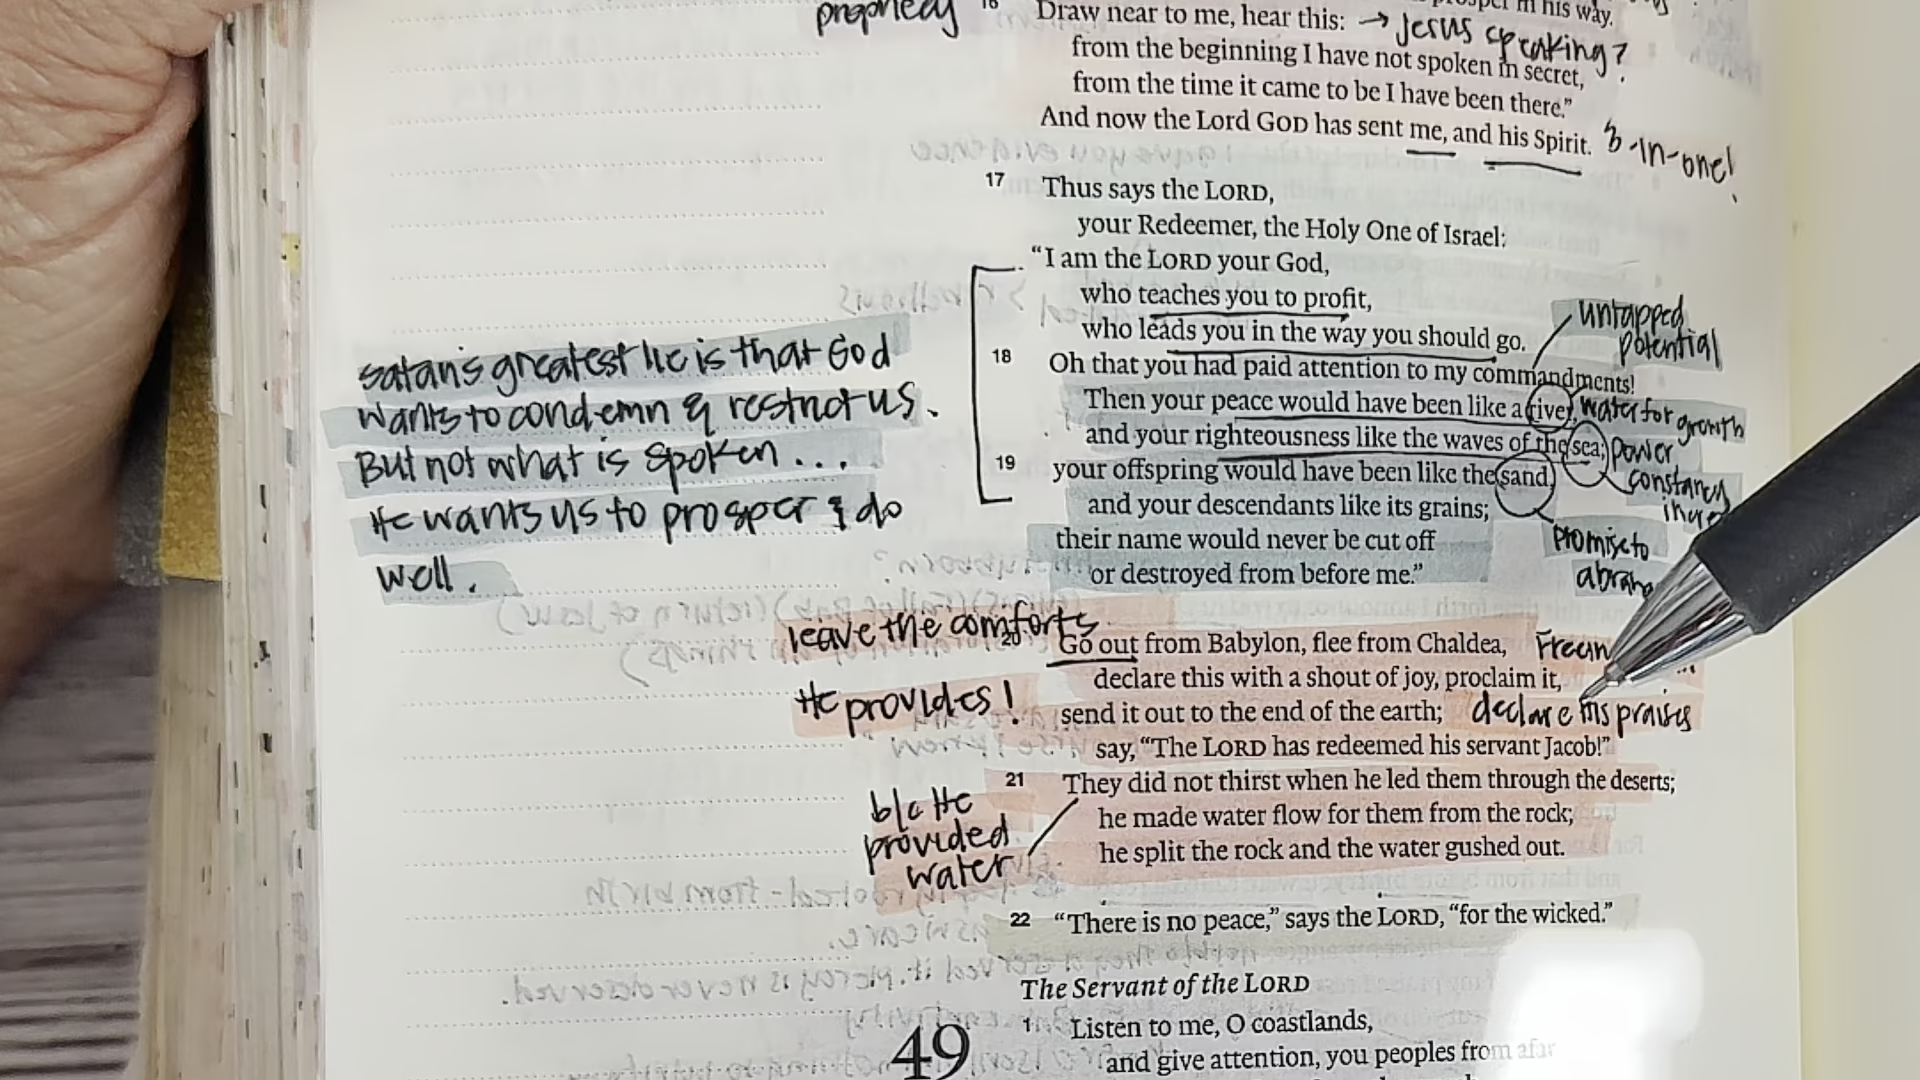 prophecy
16 Draw near to me, hear this: → Jesus speaking?
from the beginning I have not spoken in secret,
from the time it came to be I have been there."
And now the Lord GOD has sent me, and his Spirit. 3-in-one!
17 Thus says the LORD,
your Redeemer, the Holy One of Israel:
"I am the LORD your God,
who teaches you to profit,
who leads you in the way you should go.
untapped
potential
18 Oh that you had paid attention to my commandments!
Then your peace would have been like a river, water for growth
and your righteousness like the waves of the sea; power
constancy
19 your offspring would have been like the sand,
and your descendants like its grains;
their name would never be cut off
or destroyed from before me."
promise to
satan's greatest lie is that God
wants to condemn & restrict us.
But not what is spoken...
He wants us to prosper & do
well.
leave the comforts
20 Go out from Babylon, flee from Chaldea,
declare this with a shout of joy, proclaim it,
He provides!
send it out to the end of the earth; declare His praises
say, "The LORD has redeemed his servant Jacob!"
21 They did not thirst when he led them through the deserts;
he made water flow for them from the rock;
he split the rock and the water gushed out.
b/c He
provided
water
22 "There is no peace," says the LORD, "for the wicked."
The Servant of the LORD
49
1 Listen to me, O coastlands,
and give attention, you peoples from afar